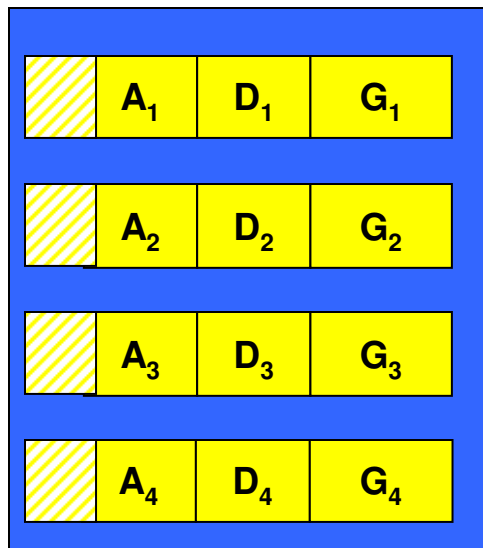 A₁ D₁ G₁
A₂ D₂ G₂
A₃ D₃ G₃
A₄ D₄ G₄